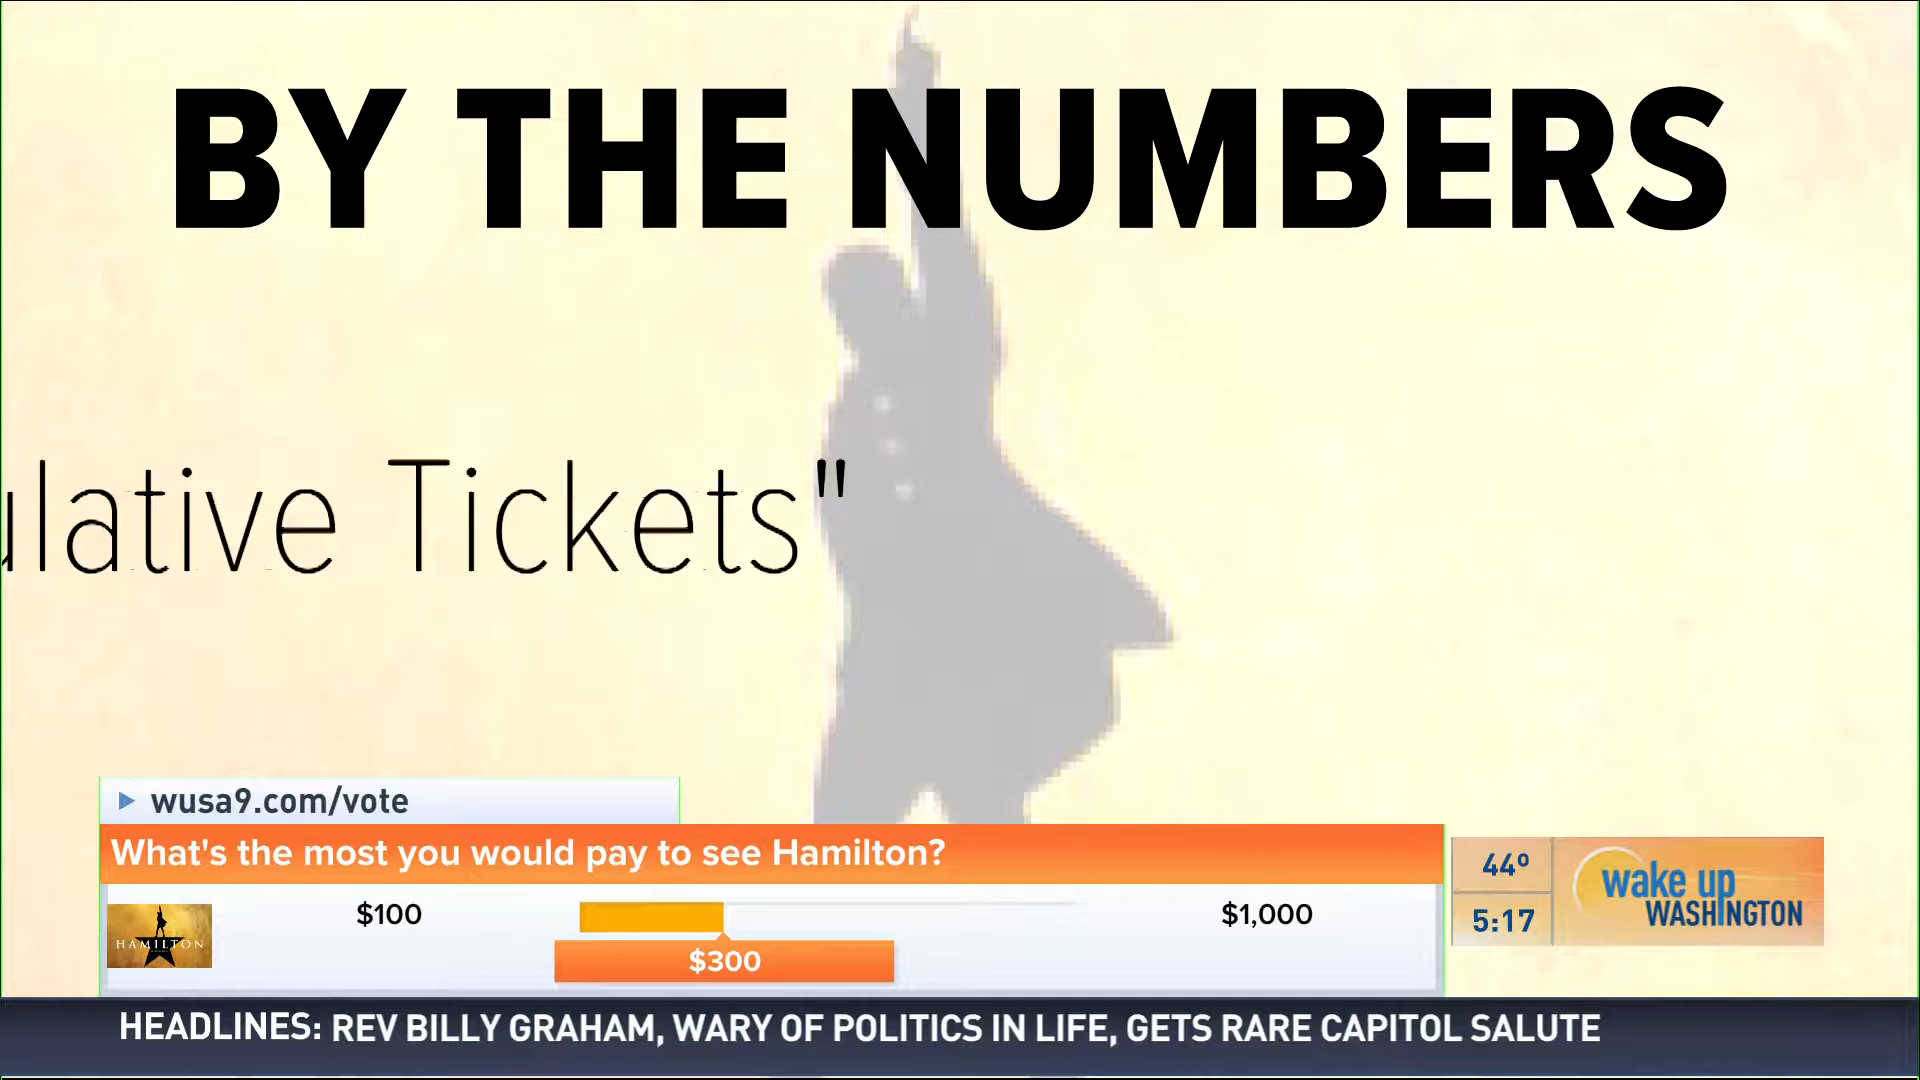 BY THE NUMBERS
ulative Tickets"
wusa9.com/vote
What's the most you would pay to see Hamilton?
$100
$1,000
$300
HAMILTON
44º
5:17
wake up
WASHINGTON
HEADLINES: REV BILLY GRAHAM, WARY OF POLITICS IN LIFE, GETS RARE CAPITOL SALUTE